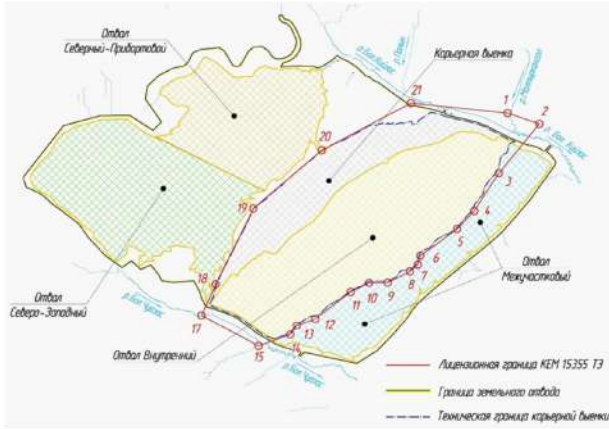 Отвал
Северный-Прибортовой
Карьерная выемка
21
1
2
р. Бол. Кургос
20
3
19
4
5
6
7
8
9
10
11
12
13
14
15
17
18
Отвал
Межучастковый
Отвал
Северо-Западный
Отвал Внутренний
Лицензионная граница КЕМ 15355 ТЭ
Граница земельного отвода
Техническая граница карьерной выемки